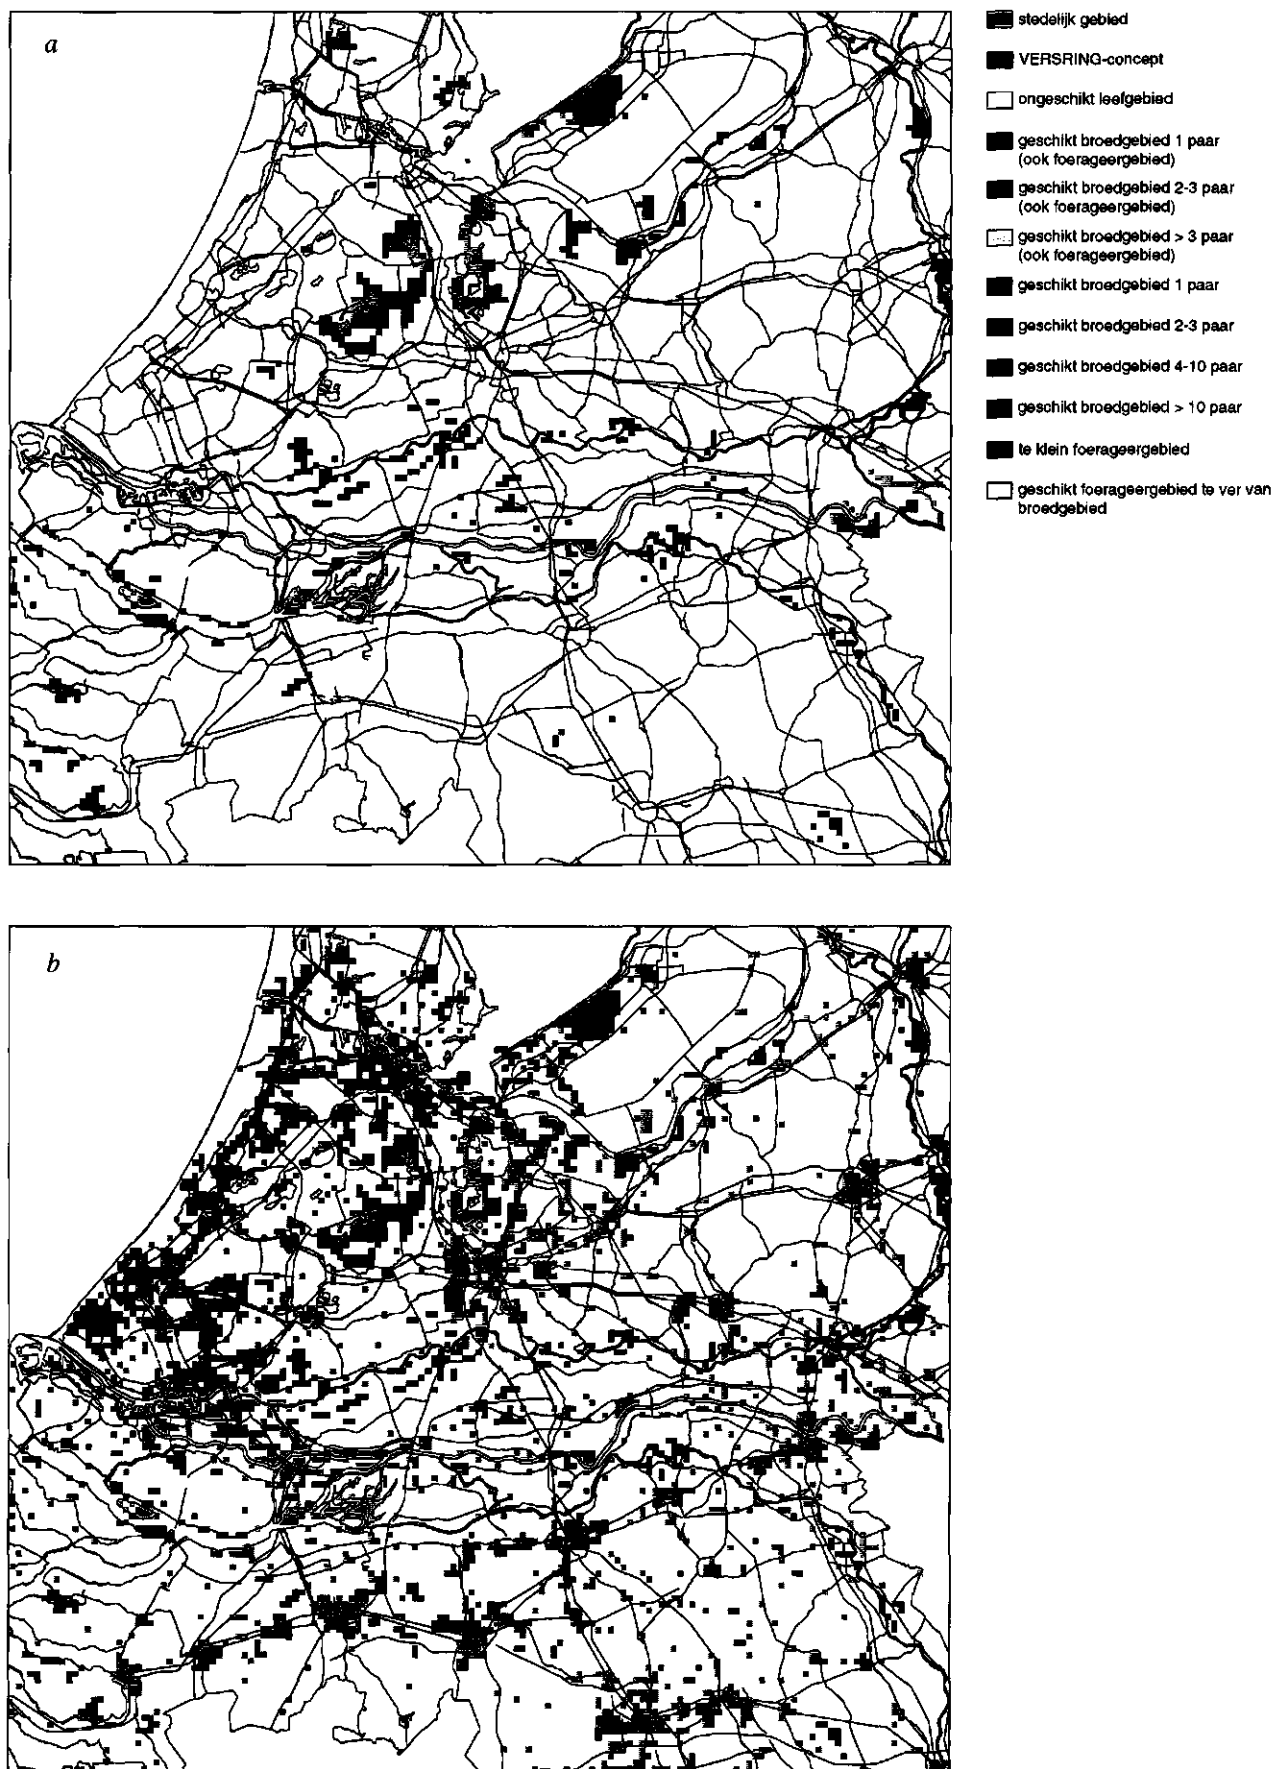 a
stedelijk gebied
VERSRING-concept
ongeschikt leefgebied
geschikt broedgebied 1 paar
(ook foerageergebied)
geschikt broedgebied 2-3 paar
(ook foerageergebied)
geschikt broedgebied > 3 paar
(ook foerageergebied)
geschikt broedgebied 1 paar
geschikt broedgebied 2-3 paar
geschikt broedgebied 4-10 paar
geschikt broedgebied > 10 paar
te klein foerageergebied
geschikt foerageergebied te ver van
broedgebied
b